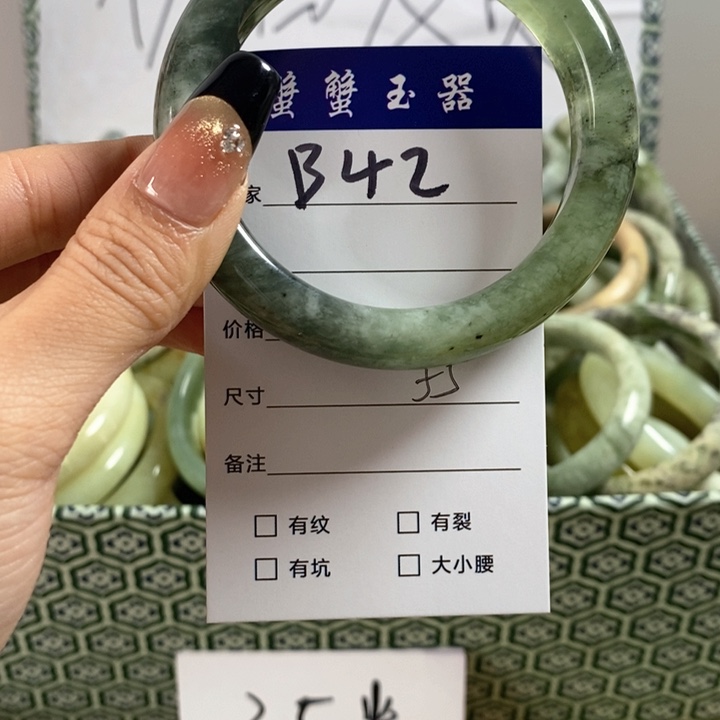 蟹蟹玉器
家 B42
价格
尺寸
备注
□ 有纹 □ 有裂
□ 有坑 □ 大小腰